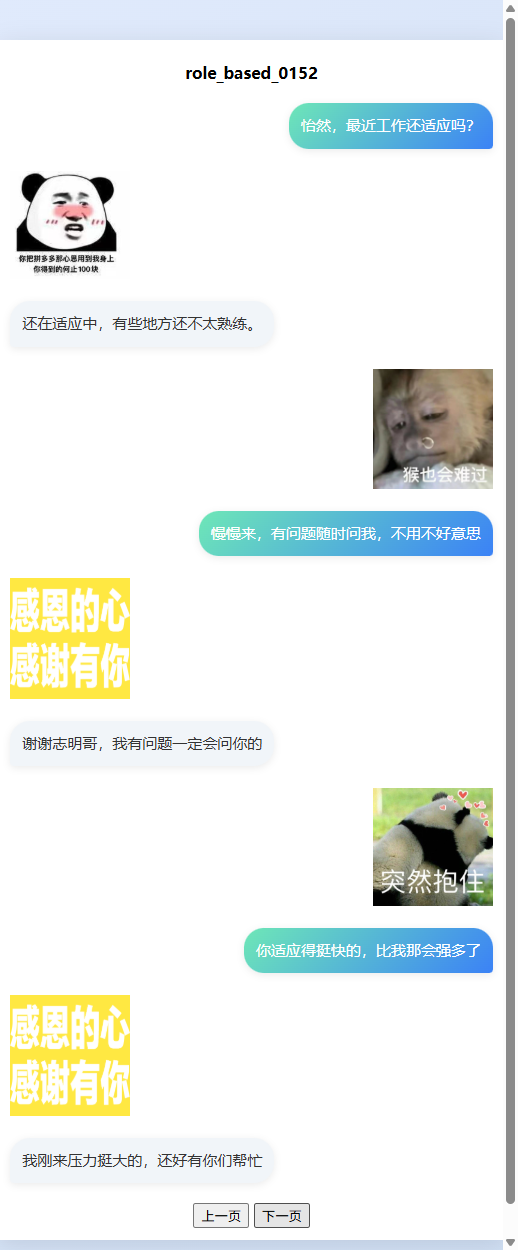 role_based_0152
怡然，最近工作还适应吗？
你把拼多多那心思用到我身上
你得到的何止100块
还在适应中，有些地方还不太熟练。
猴也会难过
慢慢来，有问题随时问我，不用不好意思
感恩的心
感谢有你
谢谢志明哥，我有问题一定会问你的
突然抱住
你适应得挺快的，比我那会强多了
感恩的心
感谢有你
我刚来压力挺大的，还好有你们帮忙
上一页 下一页